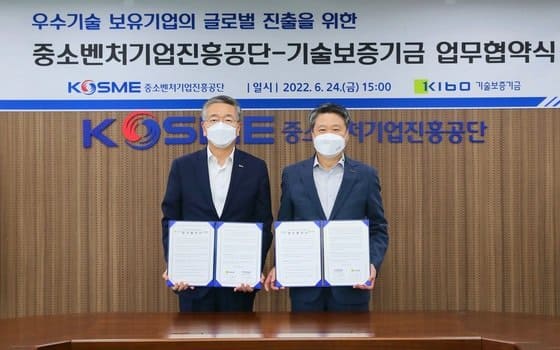 우수기술 보유기업의 글로벌 진출을 위한
중소벤처기업진흥공단-기술보증기금 업무협약식
KOSME 중소벤처기업진흥공단 | 일시 | 2022. 6. 24.(금) 15:00 KIBO 기술보증기금
KOSME 중소벤처기업진흥공단